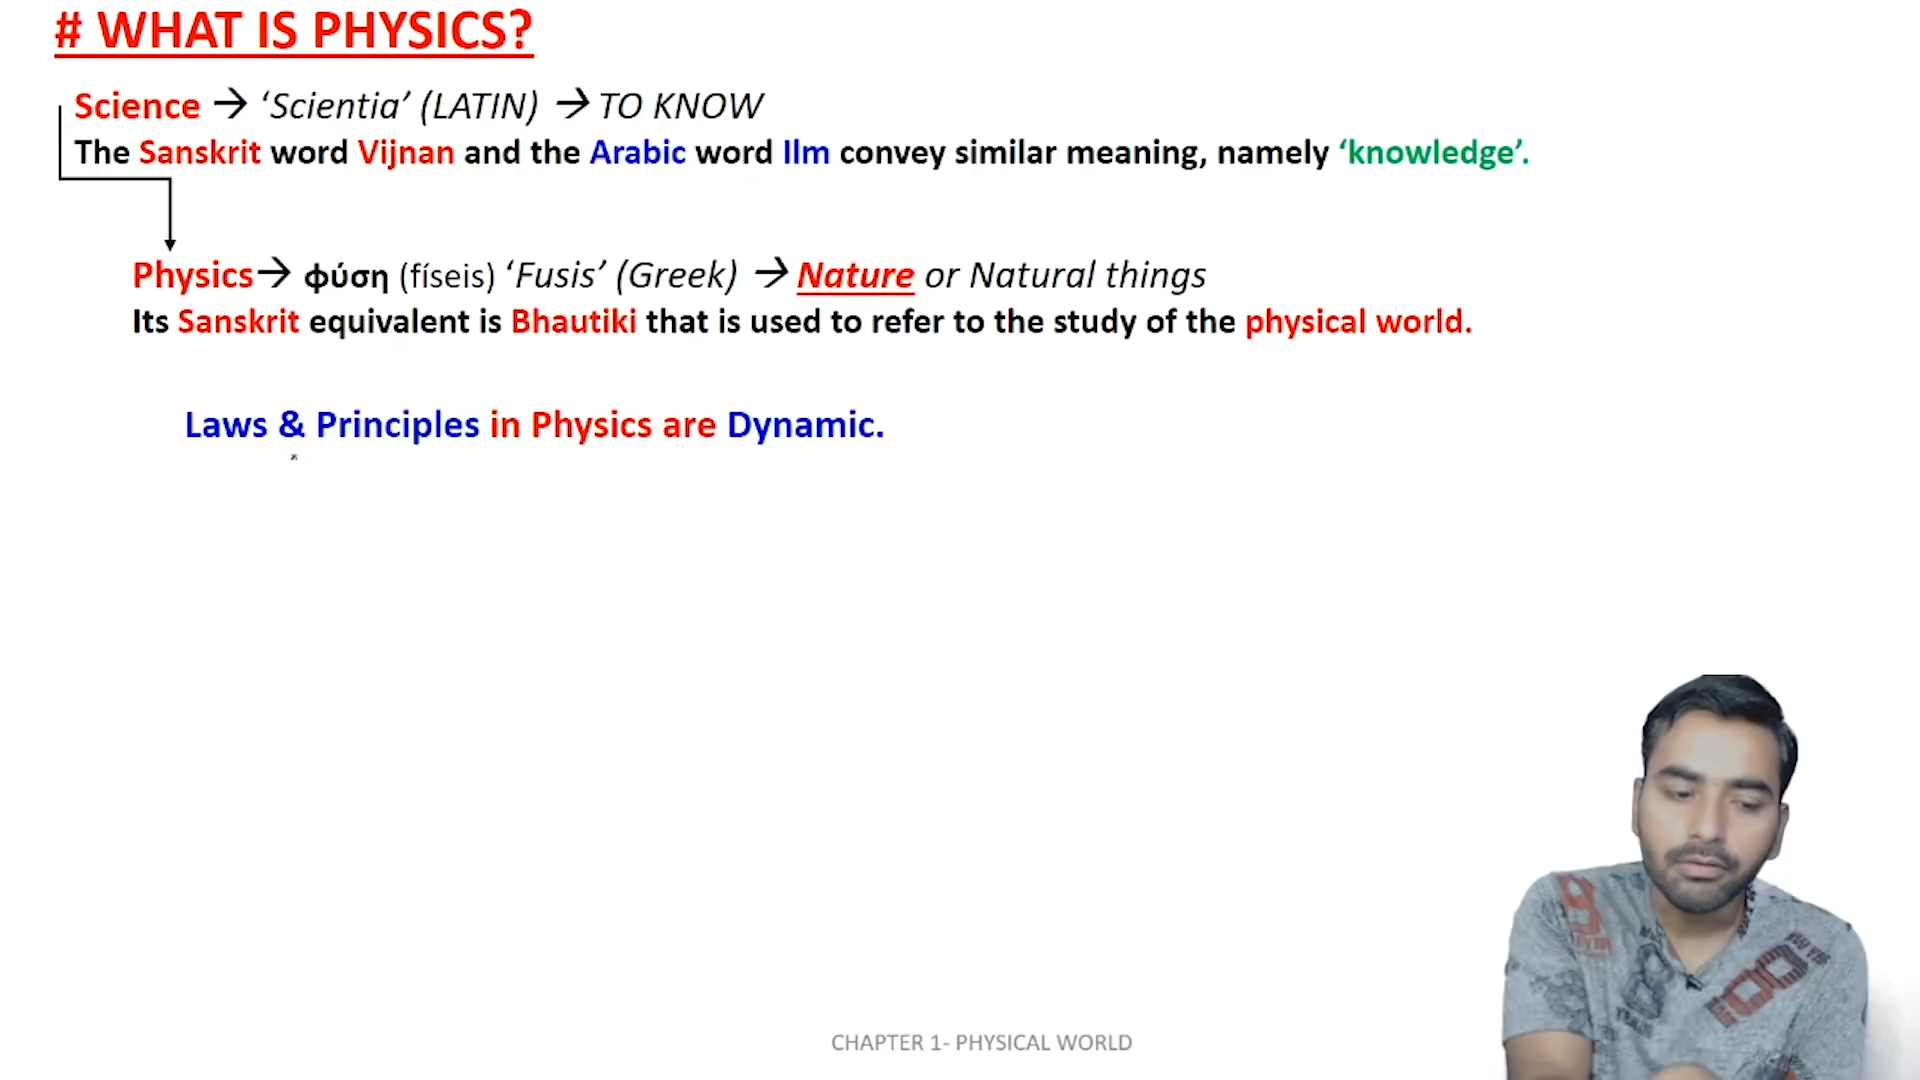 # WHAT IS PHYSICS?
Science → ‘Scientia’ (LATIN) → TO KNOW
The Sanskrit word Vijnan and the Arabic word Ilm convey similar meaning, namely ‘knowledge’.
Physics→ φύση (físeis) ‘Fusis’ (Greek) → Nature or Natural things
Its Sanskrit equivalent is Bhautiki that is used to refer to the study of the physical world.
Laws & Principles in Physics are Dynamic.
CHAPTER 1- PHYSICAL WORLD